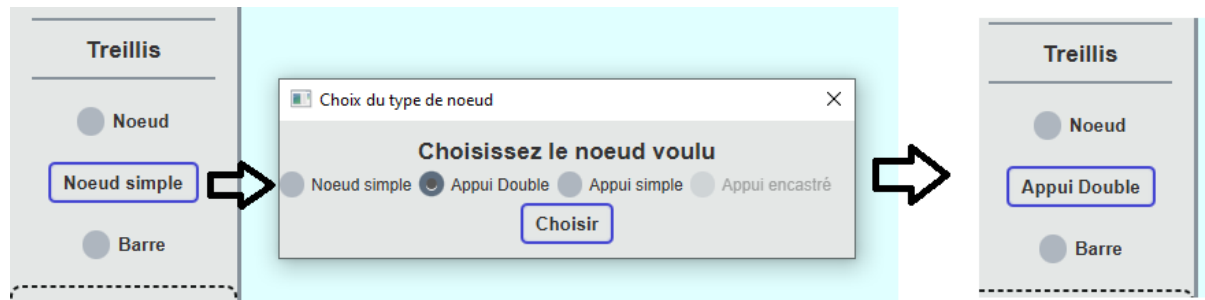 Treillis
Noeud
Noeud simple
Barre
Choix du type de noeud
Choisissez le noeud voulu
Noeud simple Appui Double Appui simple Appui encastré
Choisir
Treillis
Noeud
Appui Double
Barre